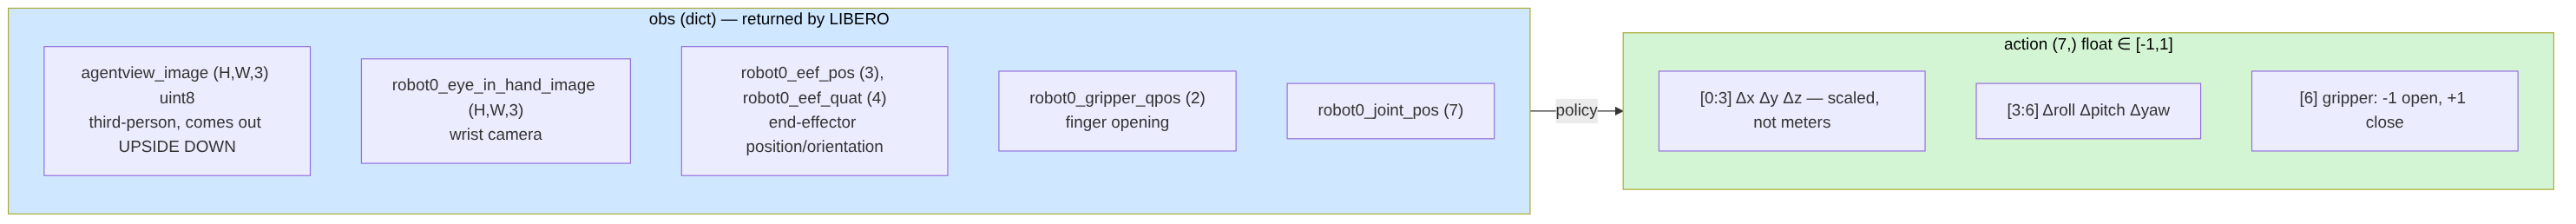 obs (dict) — returned by LIBERO
agentview_image (H,W,3)
uint8
third-person, comes out
UPSIDE DOWN
robot0_eye_in_hand_image
(H,W,3)
wrist camera
robot0_eef_pos (3),
robot0_eef_quat (4)
end-effector
position/orientation
robot0_gripper_qpos (2)
finger opening
robot0_joint_pos (7)
policy
action (7,) float ∈ [-1,1]
[0:3] Δx Δy Δz — scaled,
not meters
[3:6] Δroll Δpitch Δyaw
[6] gripper: -1 open, +1
close